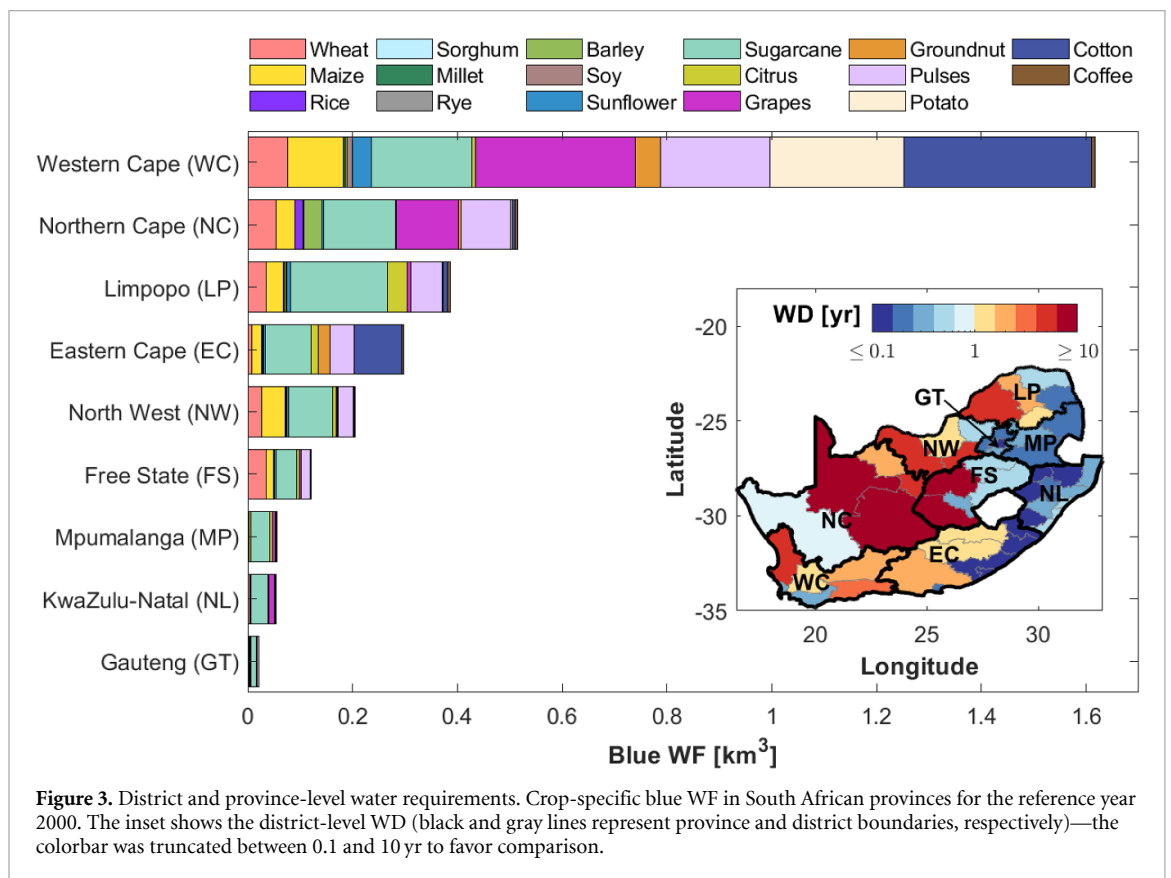 Wheat Sorghum Barley Sugarcane Groundnut Cotton
Maize Millet Soy Citrus Pulses Coffee
Rice Rye Sunflower Grapes Potato
Western Cape (WC)
Northern Cape (NC)
Limpopo (LP)
Eastern Cape (EC)
North West (NW)
Free State (FS)
Mpumalanga (MP)
KwaZulu-Natal (NL)
Gauteng (GT)
0 0.2 0.4 0.6 0.8 1 1.2 1.4 1.6
Blue WF [km³]
WD [yr]
≤ 0.1 1 ≥ 10
-20
-25
-30
-35
Latitude
GT
LP
NW
MP
FS
NL
NC
EC
WC
20 25 30
Longitude
Figure 3. District and province-level water requirements. Crop-specific blue WF in South African provinces for the reference year
2000. The inset shows the district-level WD (black and gray lines represent province and district boundaries, respectively)—the
colorbar was truncated between 0.1 and 10 yr to favor comparison.